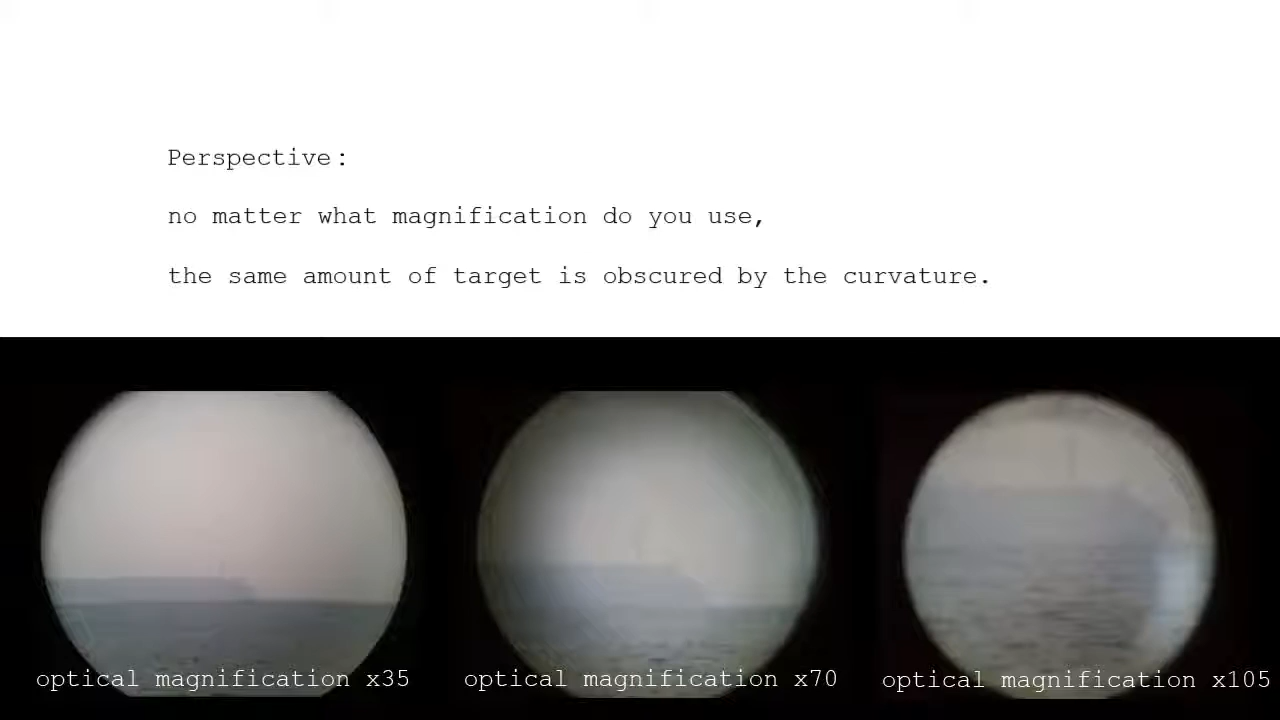 Perspective:
no matter what magnification do you use,
the same amount of target is obscured by the curvature.
optical magnification x35
optical magnification x70
optical magnification x105